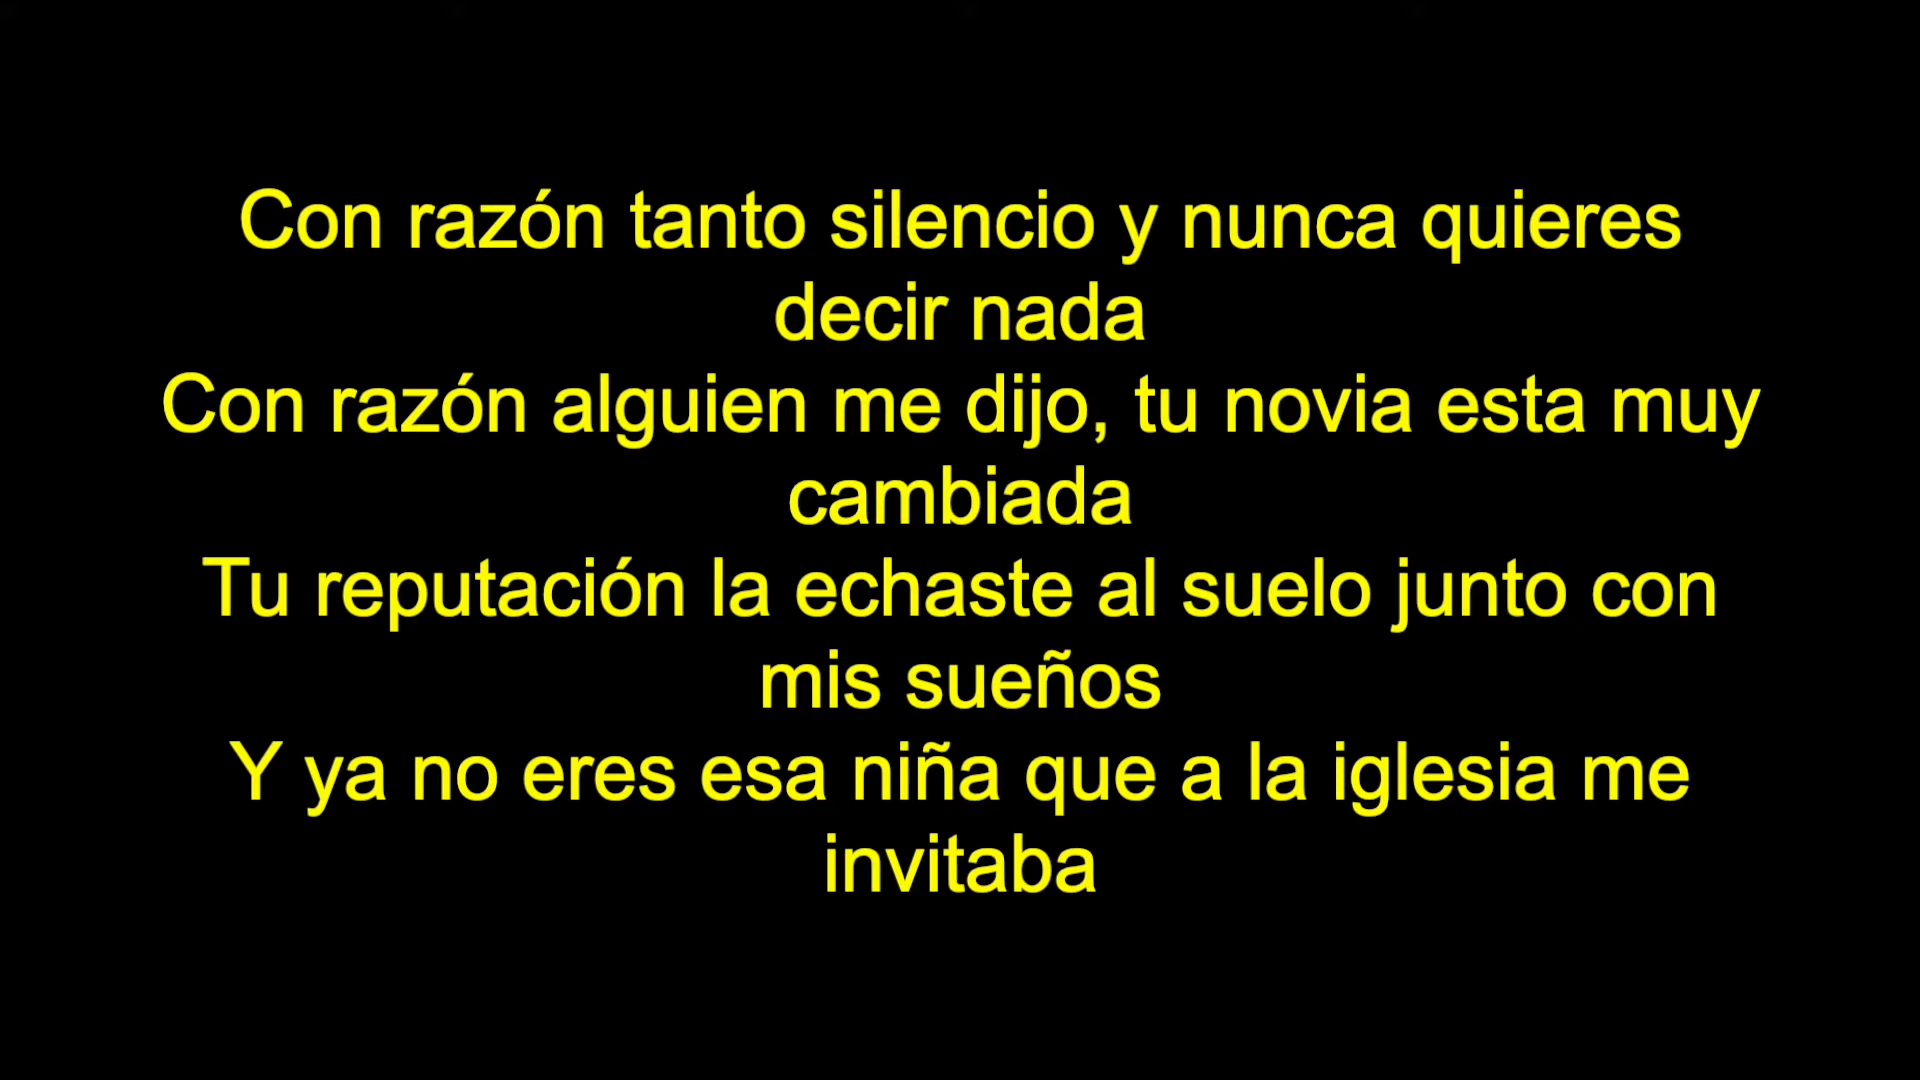 Con razón tanto silencio y nunca quieres
decir nada
Con razón alguien me dijo, tu novia esta muy
cambiada
Tu reputación la echaste al suelo junto con
mis sueños
Y ya no eres esa niña que a la iglesia me
invitaba